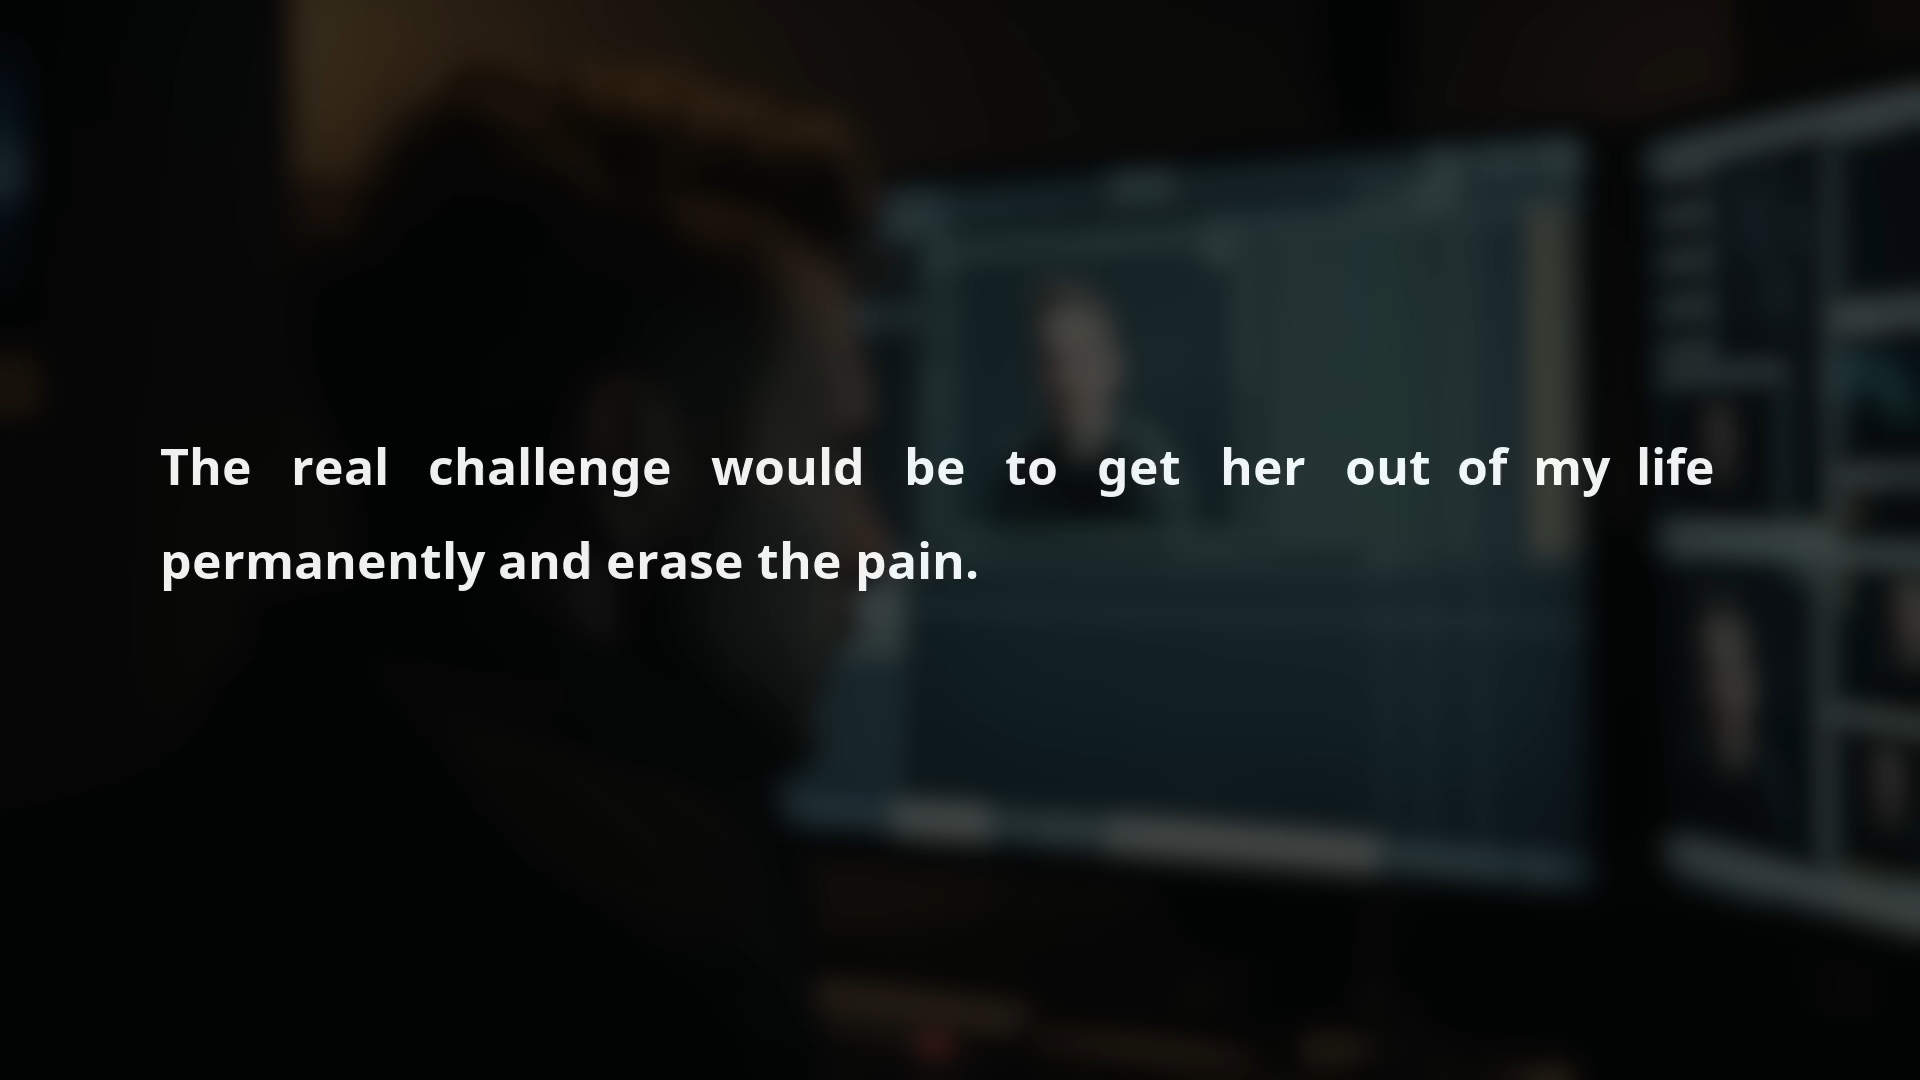 The real challenge would be to get her out of my life
permanently and erase the pain.